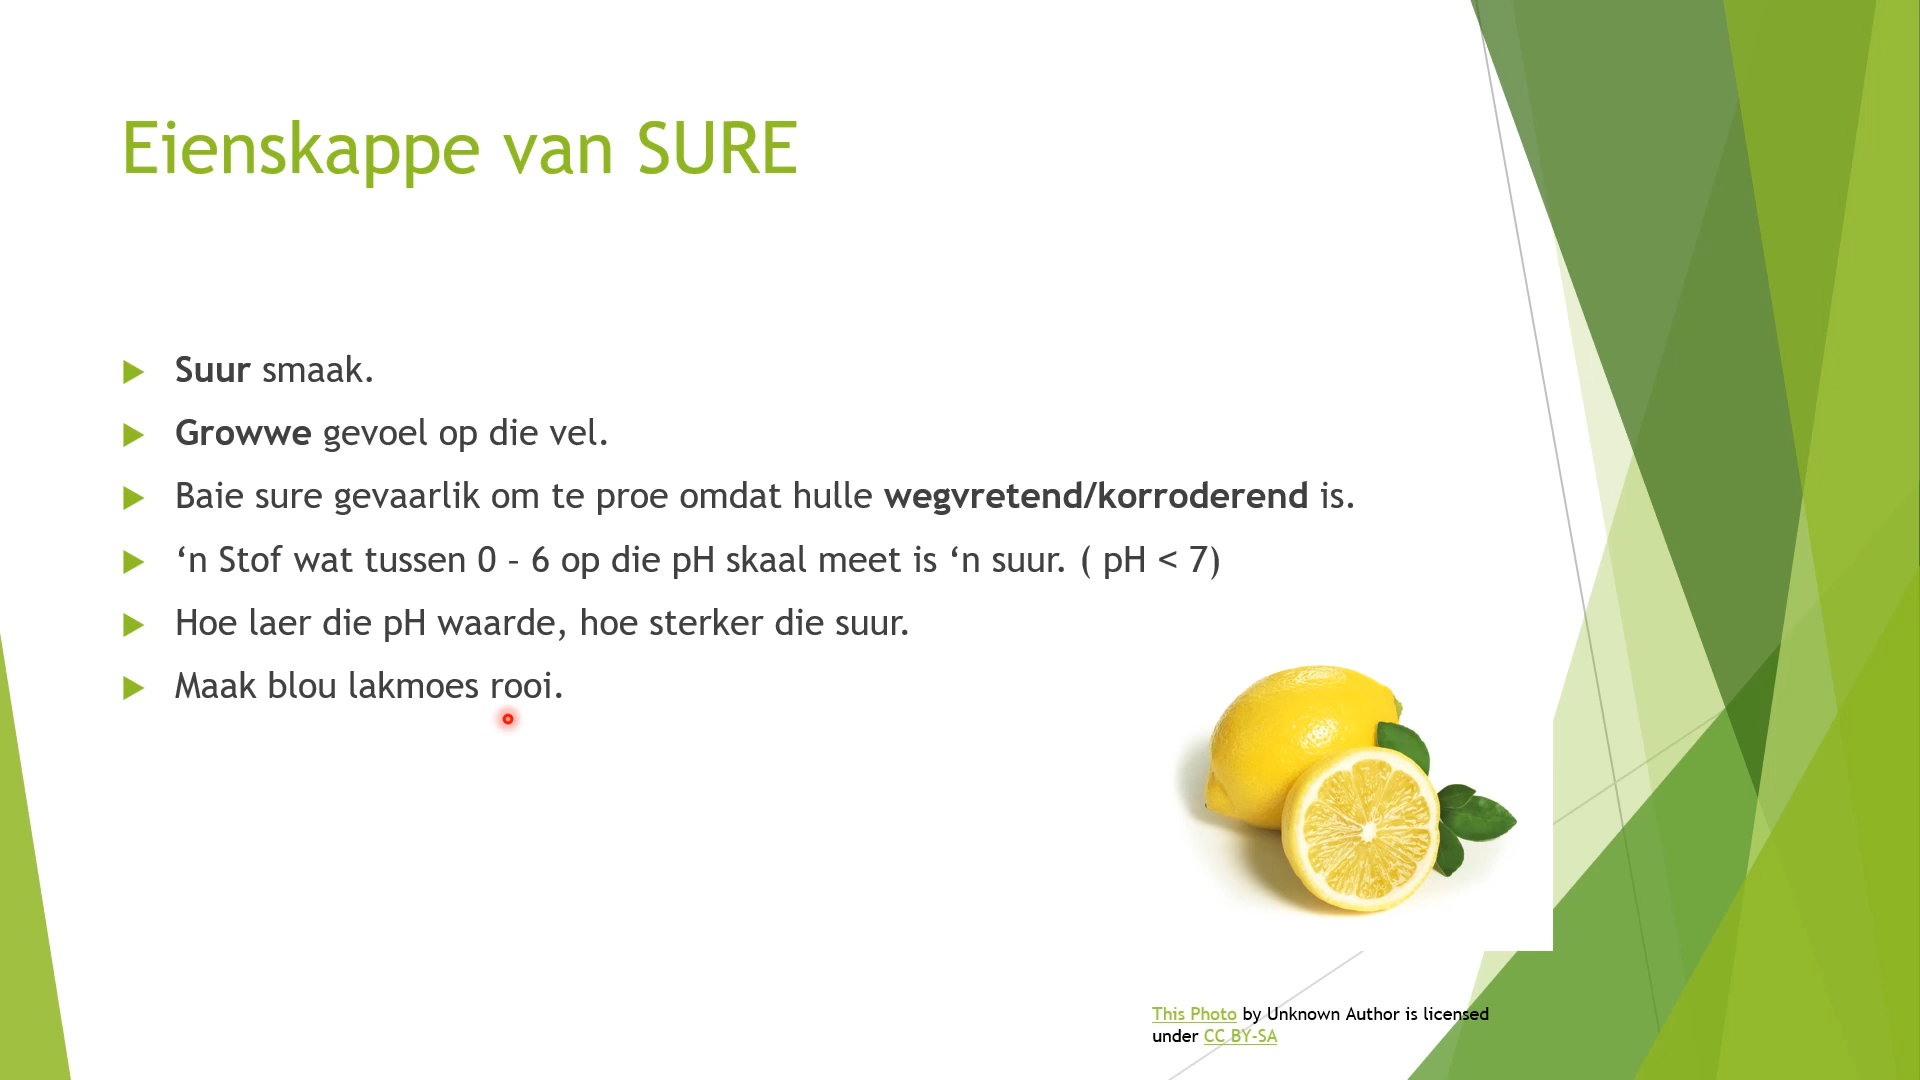 Eienskappe van SURE
Suur smaak.
Growwe gevoel op die vel.
Baie sure gevaarlik om te proe omdat hulle wegvretend/korroderend is.
‘n Stof wat tussen 0 – 6 op die pH skaal meet is ‘n suur. ( pH < 7)
Hoe laer die pH waarde, hoe sterker die suur.
Maak blou lakmoes rooi.
This Photo by Unknown Author is licensed
under CC BY-SA